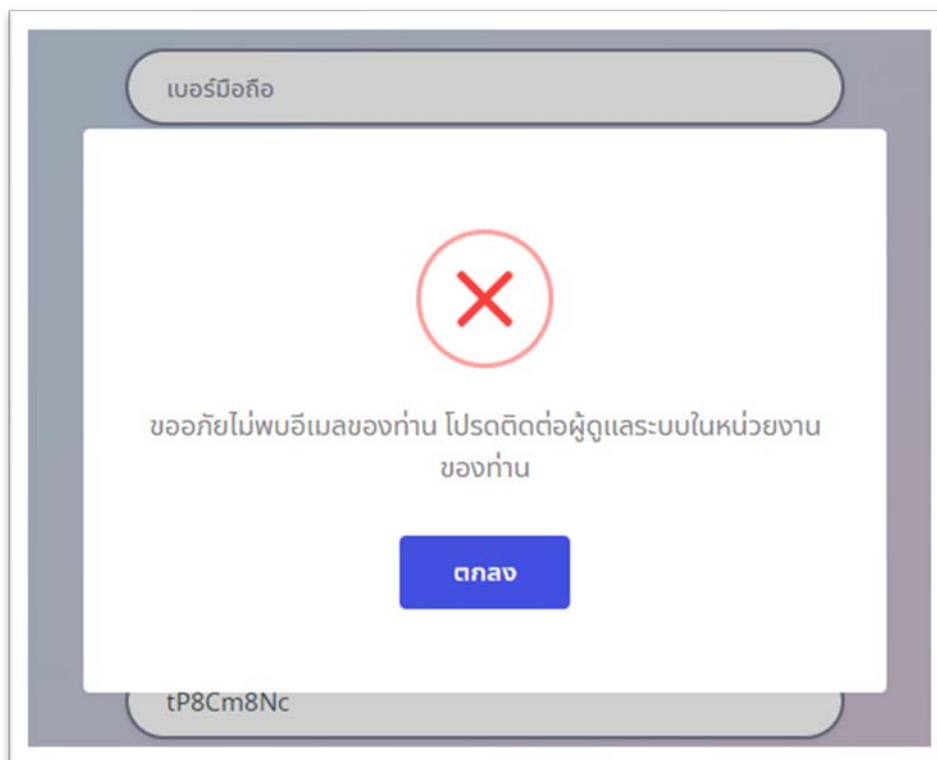 เบอร์มือถือ
ขออภัยไม่พบอีเมลของท่าน โปรดติดต่อผู้ดูแลระบบในหน่วยงาน
ของท่าน
ตกลง
tP8Cm8Nc